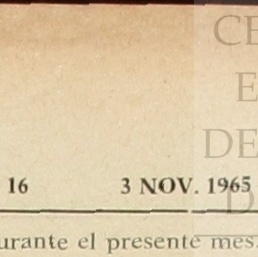 CE
E
DE
D
16 3 NOV. 1965
urante el presente mes.